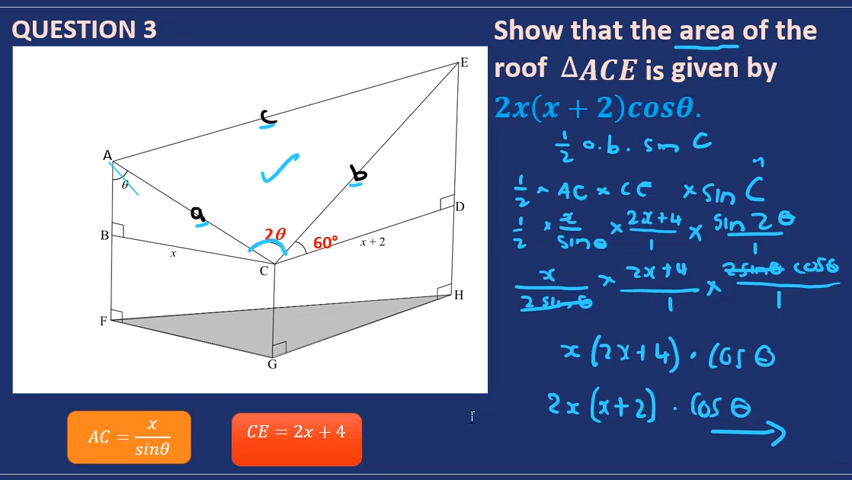 QUESTION 3
Show that the area of the
roof ΔACE is given by
2x(x + 2)cosθ.
E
c
A
θ
b
a
D
B
2θ
60°
x + 2
x
C
H
F
G
½ a.b. sin C
½ × AC × CE × sin Ĉ
½ × x/sinθ × 2x+4/1 × sin 2θ/1
x/2 sinθ × 2x+4/1 × 2sinθ cosθ/1
x(2x+4) · cos θ
2x(x+2) · cos θ
AC = x/sinθ
CE = 2x + 4